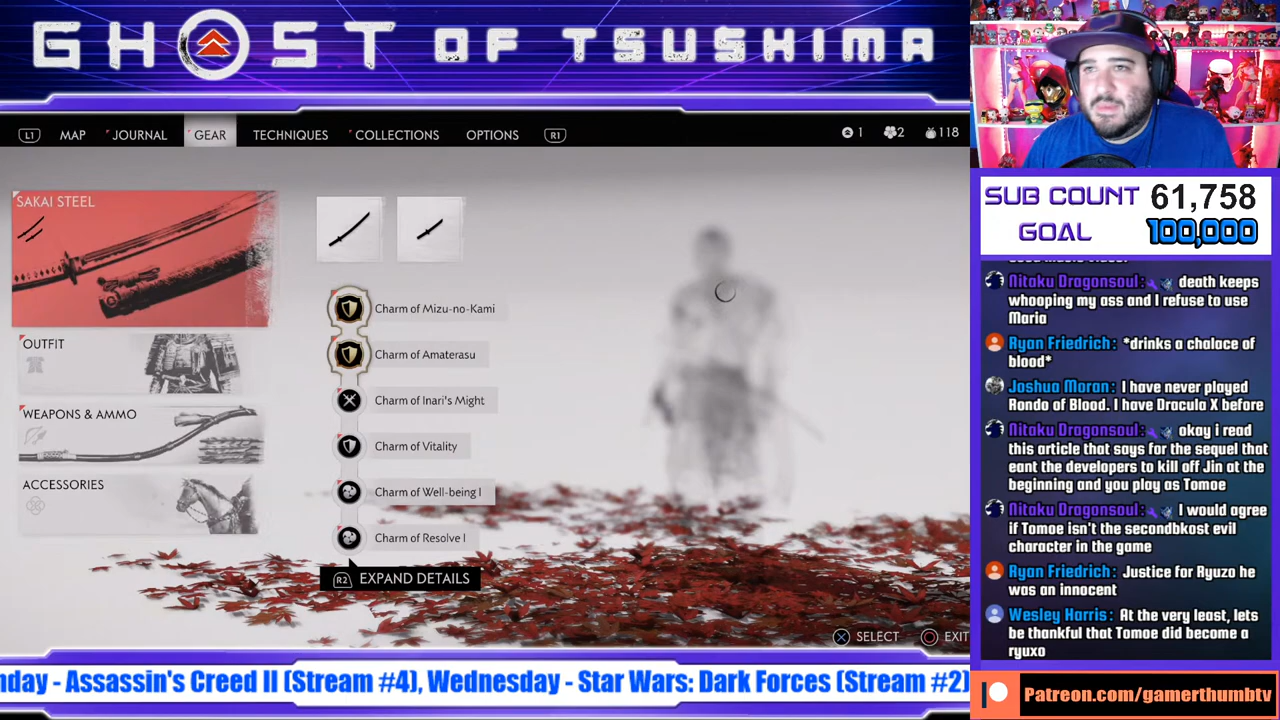 GHOST OF TSUSHIMA
L1 MAP JOURNAL GEAR TECHNIQUES COLLECTIONS OPTIONS R1 1 2 118
SAKAI STEEL
OUTFIT
WEAPONS & AMMO
ACCESSORIES
Charm of Mizu-no-Kami
Charm of Amaterasu
Charm of Inari's Might
Charm of Vitality
Charm of Well-being I
Charm of Resolve I
R2 EXPAND DETAILS
SELECT EXIT
nday - Assassin's Creed II (Stream #4), Wednesday - Star Wars: Dark Forces (Stream #2)
SUB COUNT 61,758
GOAL 100,000
Nitaku Dragonsoul: death keeps
whooping my ass and I refuse to use
Maria
Ryan Friedrich: *drinks a chalace of
blood*
Joshua Moran: I have never played
Rondo of Blood. I have Dracula X before
Nitaku Dragonsoul: okay i read
this article that says for the sequel that
eant the developers to kill off Jin at the
beginning and you play as Tomoe
Nitaku Dragonsoul: I would agree
if Tomoe isn't the secondbkost evil
character in the game
Ryan Friedrich: Justice for Ryuzo he
was an innocent
Wesley Harris: At the very least, lets
be thankful that Tomoe did become a
ryuxo
Patreon.com/gamerthumbtv